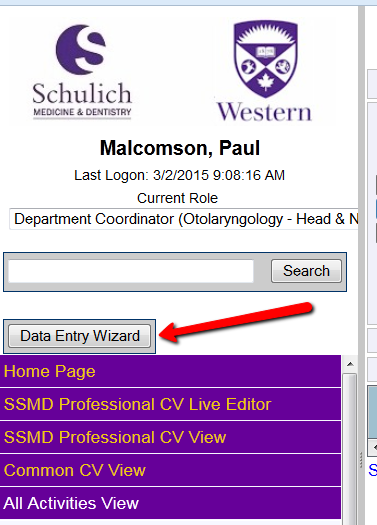 Schulich
MEDICINE & DENTISTRY
Western
Malcomson, Paul
Last Logon: 3/2/2015 9:08:16 AM
Current Role
Department Coordinator (Otolaryngology - Head & N
Search
Data Entry Wizard
Home Page
SSMD Professional CV Live Editor
SSMD Professional CV View
Common CV View
All Activities View
S